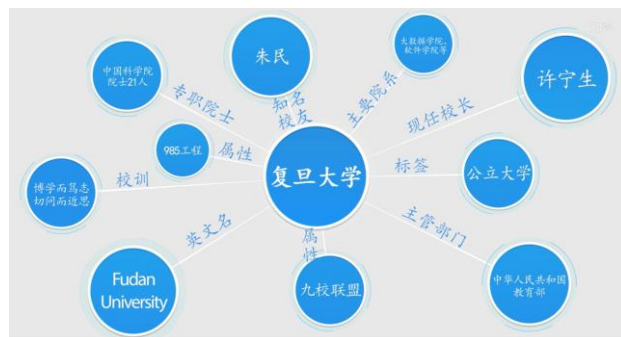 朱民
大数据学院、
软件学院等
中国科学院
院士21人
许宁生
专职院士
知名
校友
主要院系
现任校长
985工程
属性
复旦大学
标签
公立大学
博学而笃志
切问而近思
校训
英文名
属
性
主管部门
Fudan
University
九校联盟
中华人民共和国
教育部